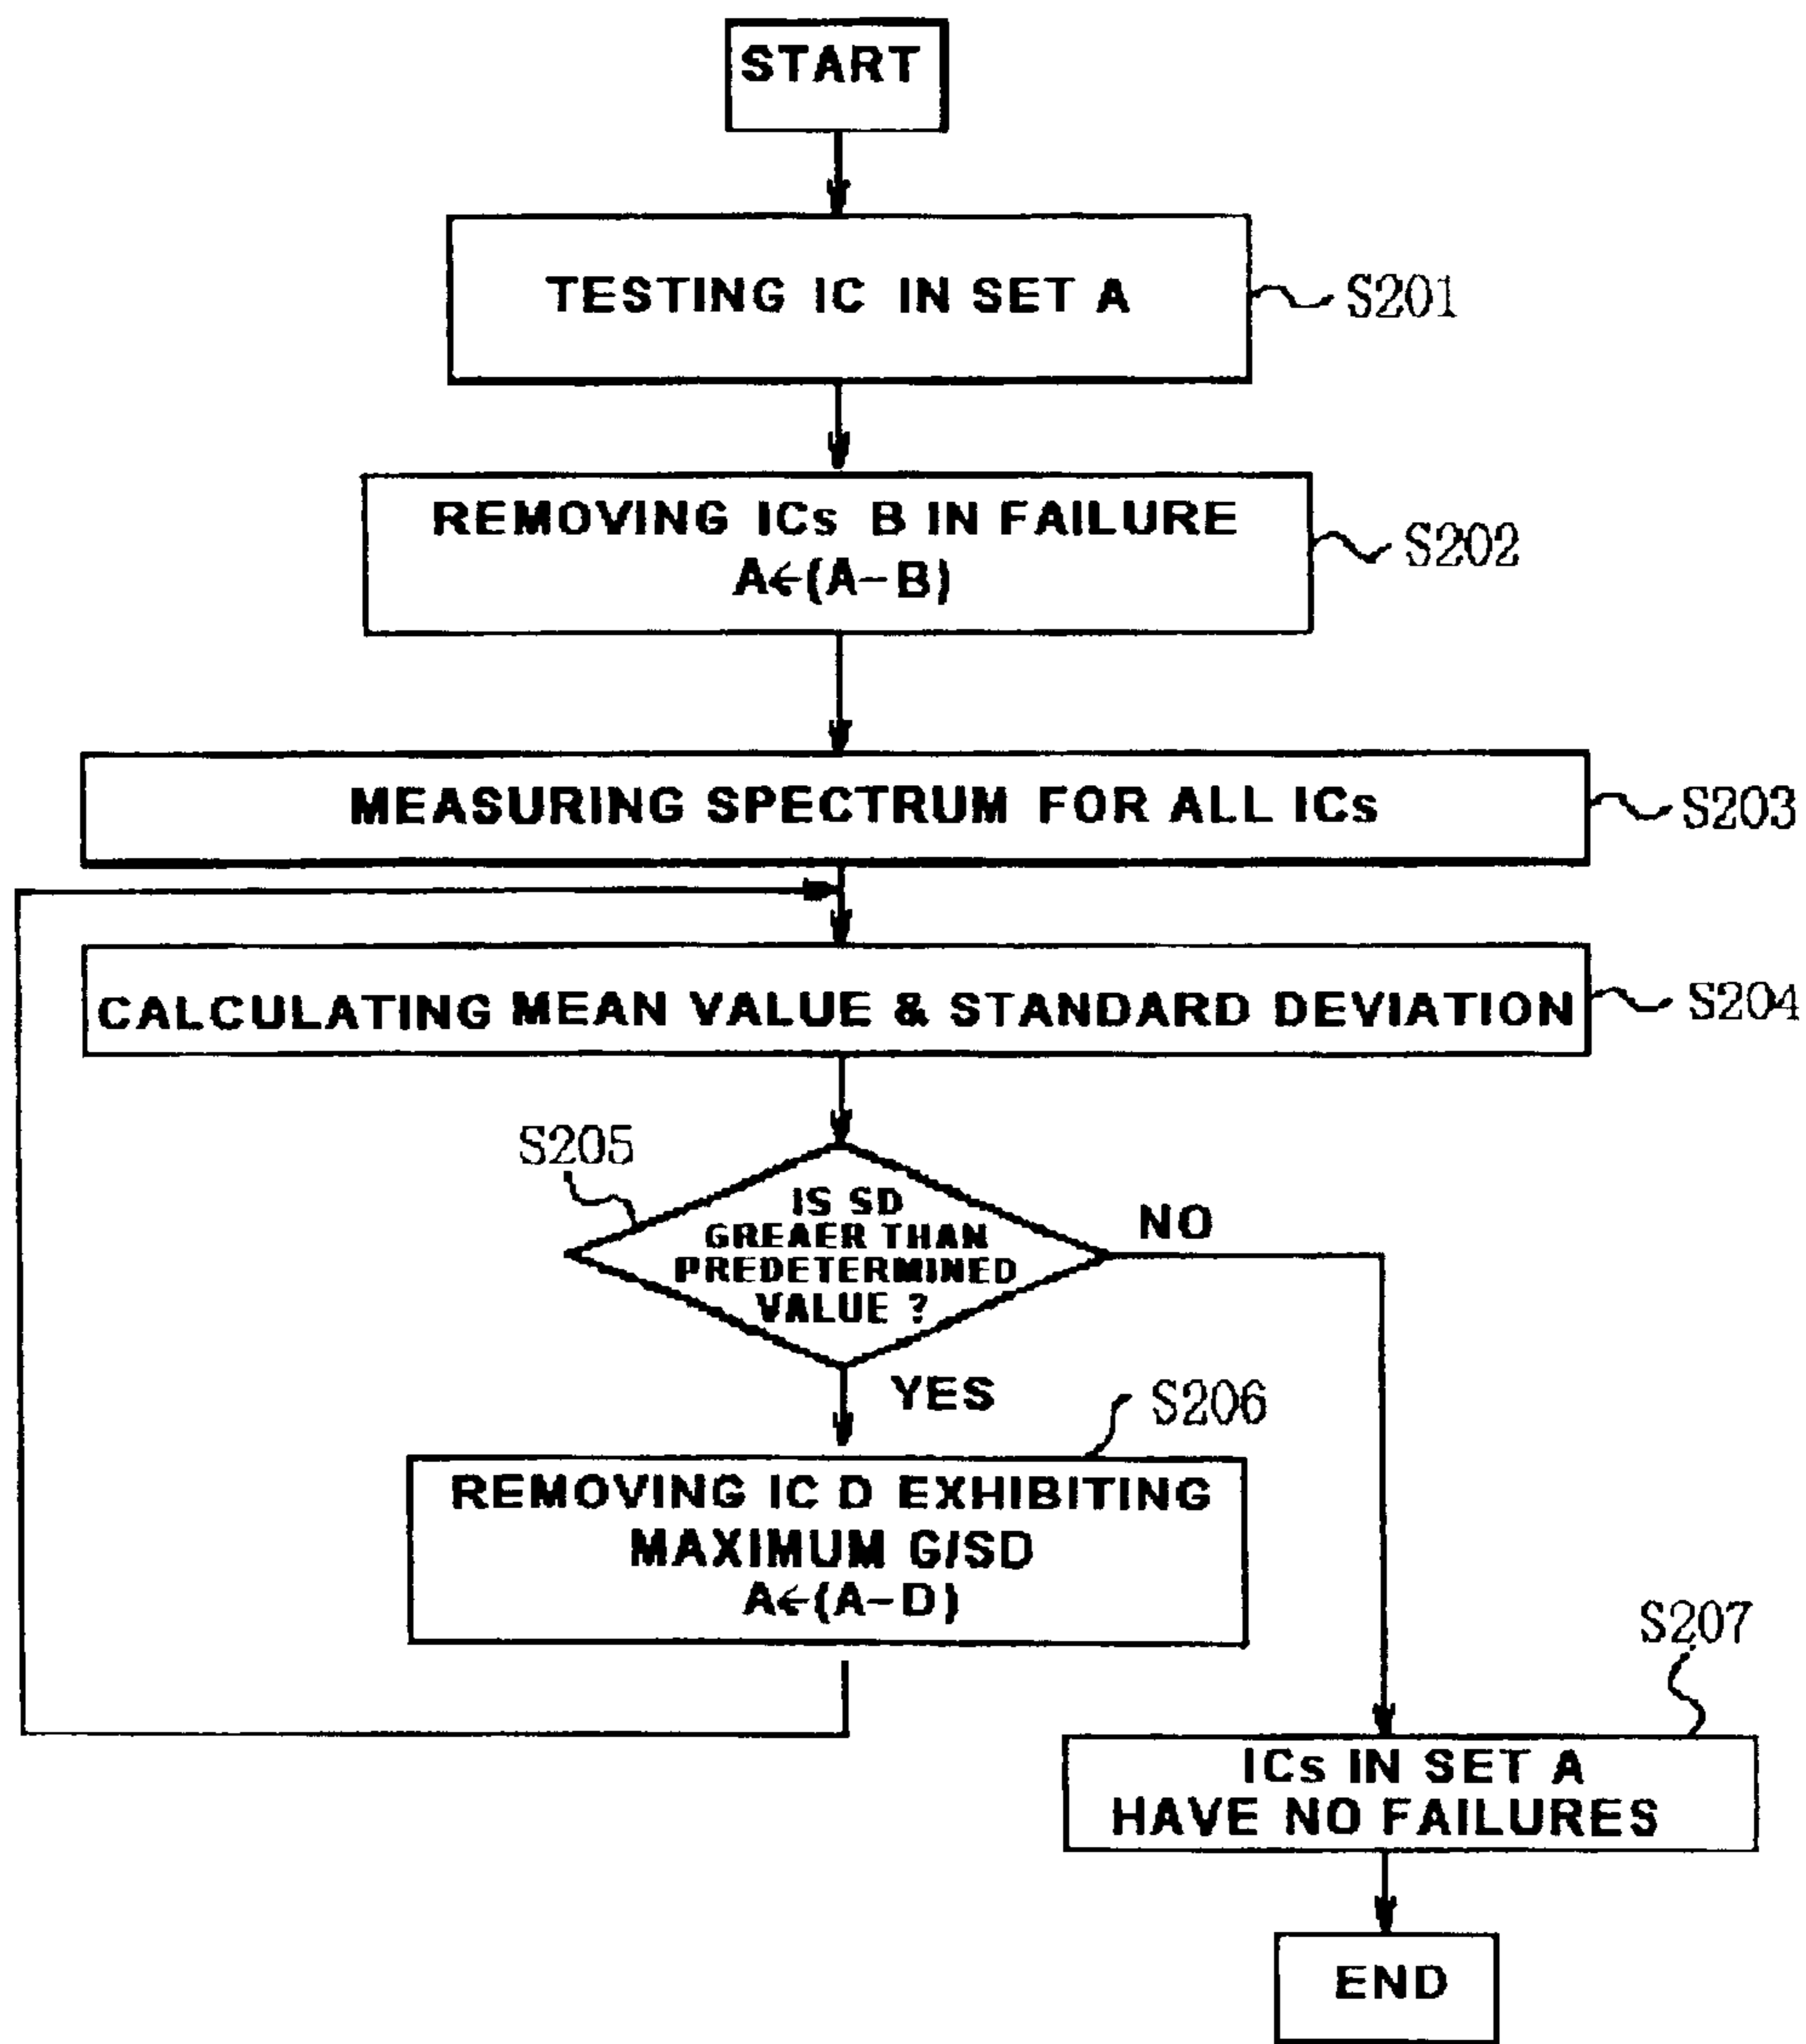 START
TESTING IC IN SET A
S201
REMOVING ICs B IN FAILURE
A←(A-B)
S202
MEASURING SPECTRUM FOR ALL ICs
S203
CALCULATING MEAN VALUE & STANDARD DEVIATION
S204
S205
IS SD
GREAER THAN
PREDETERMINED
VALUE ?
NO
YES
S206
REMOVING IC D EXHIBITING
MAXIMUM G/SD
A←(A-D)
S207
ICs IN SET A
HAVE NO FAILURES
END